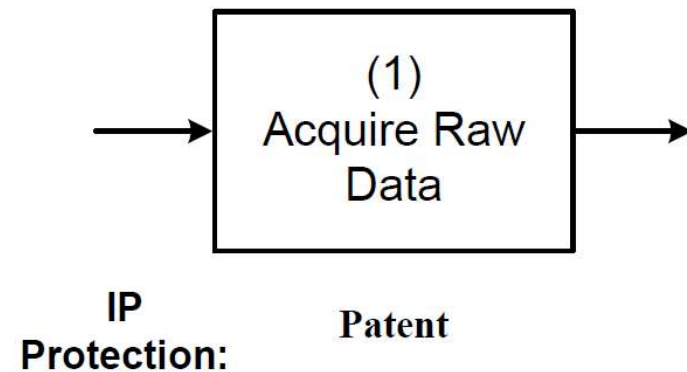 (1)
Acquire Raw
Data
IP
Protection:
Patent